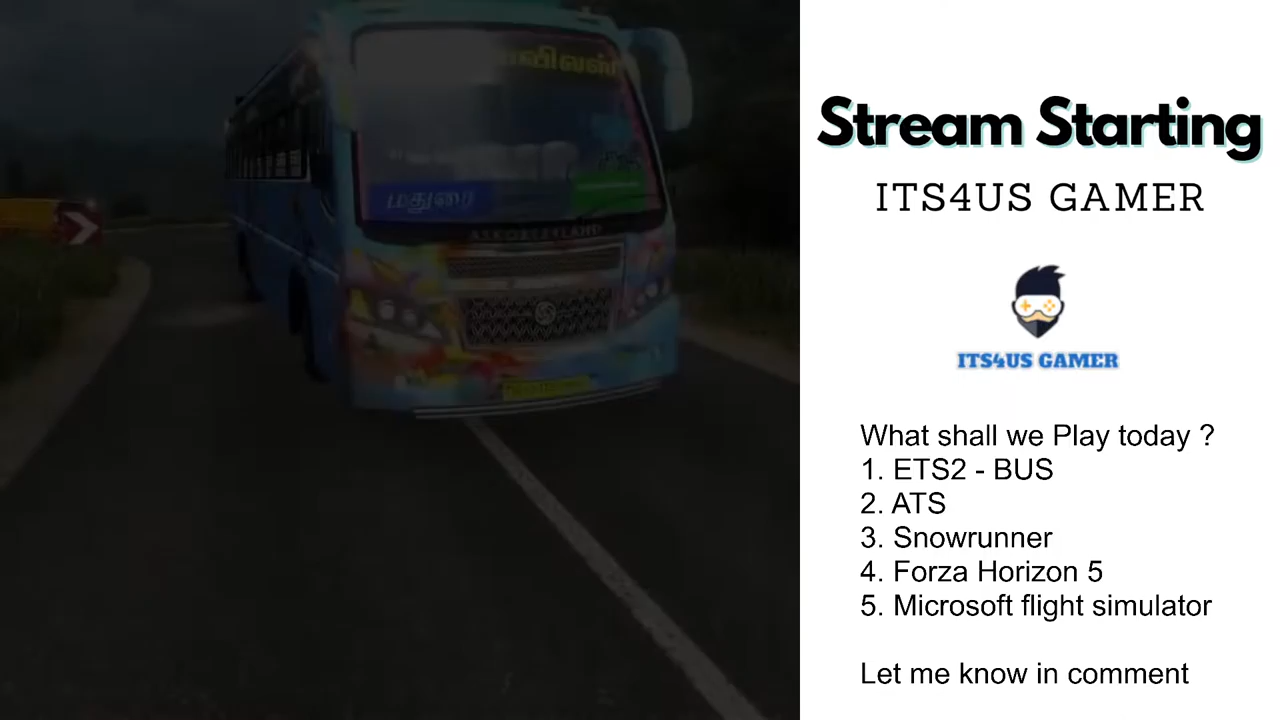 மதுரை
Stream Starting
ITS4US GAMER
ITS4US GAMER
What shall we Play today ?
1. ETS2 - BUS
2. ATS
3. Snowrunner
4. Forza Horizon 5
5. Microsoft flight simulator
Let me know in comment